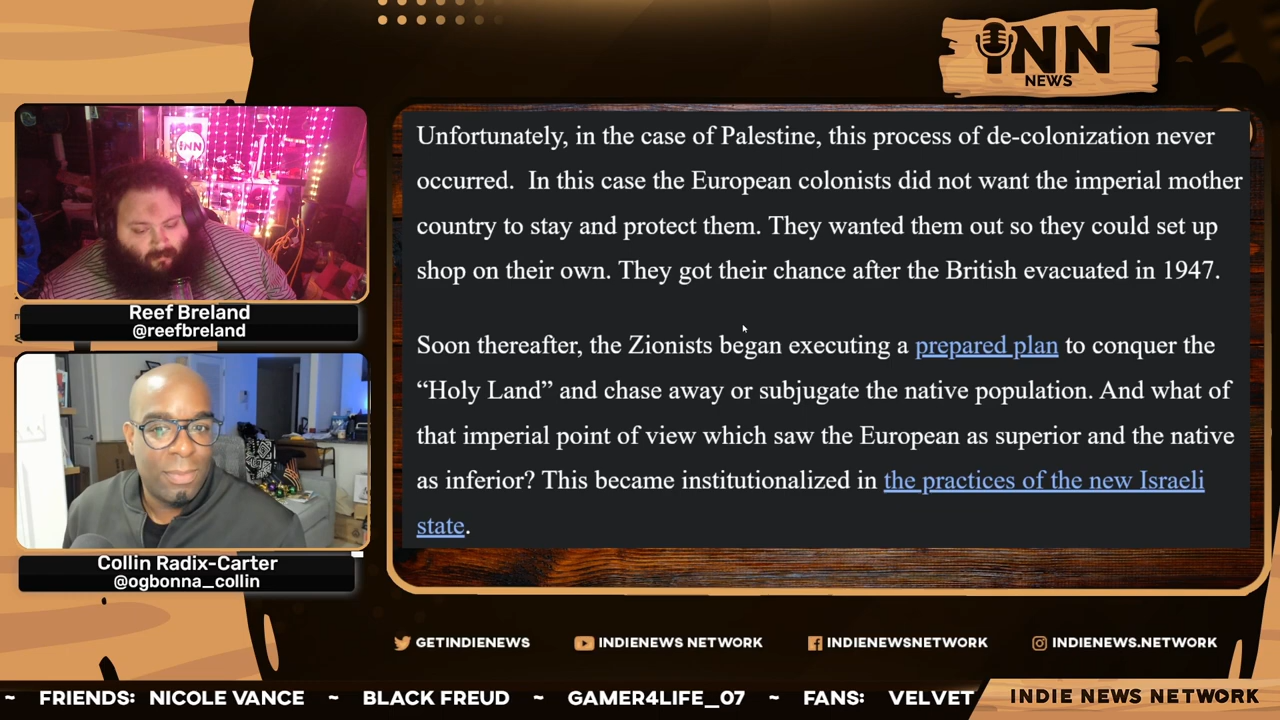 iNN
NEWS
iNN
Reef Breland
@reefbreland
Collin Radix-Carter
@ogbonna_collin
Unfortunately, in the case of Palestine, this process of de-colonization never
occurred.  In this case the European colonists did not want the imperial mother
country to stay and protect them. They wanted them out so they could set up
shop on their own. They got their chance after the British evacuated in 1947.
Soon thereafter, the Zionists began executing a prepared plan to conquer the
“Holy Land” and chase away or subjugate the native population. And what of
that imperial point of view which saw the European as superior and the native
as inferior? This became institutionalized in the practices of the new Israeli
state.
GETINDIENEWS
INDIENEWS NETWORK
INDIENEWSNETWORK
INDIENEWS.NETWORK
~ FRIENDS: NICOLE VANCE ~ BLACK FREUD ~ GAMER4LIFE_07 ~ FANS: VELVET
INDIE NEWS NETWORK